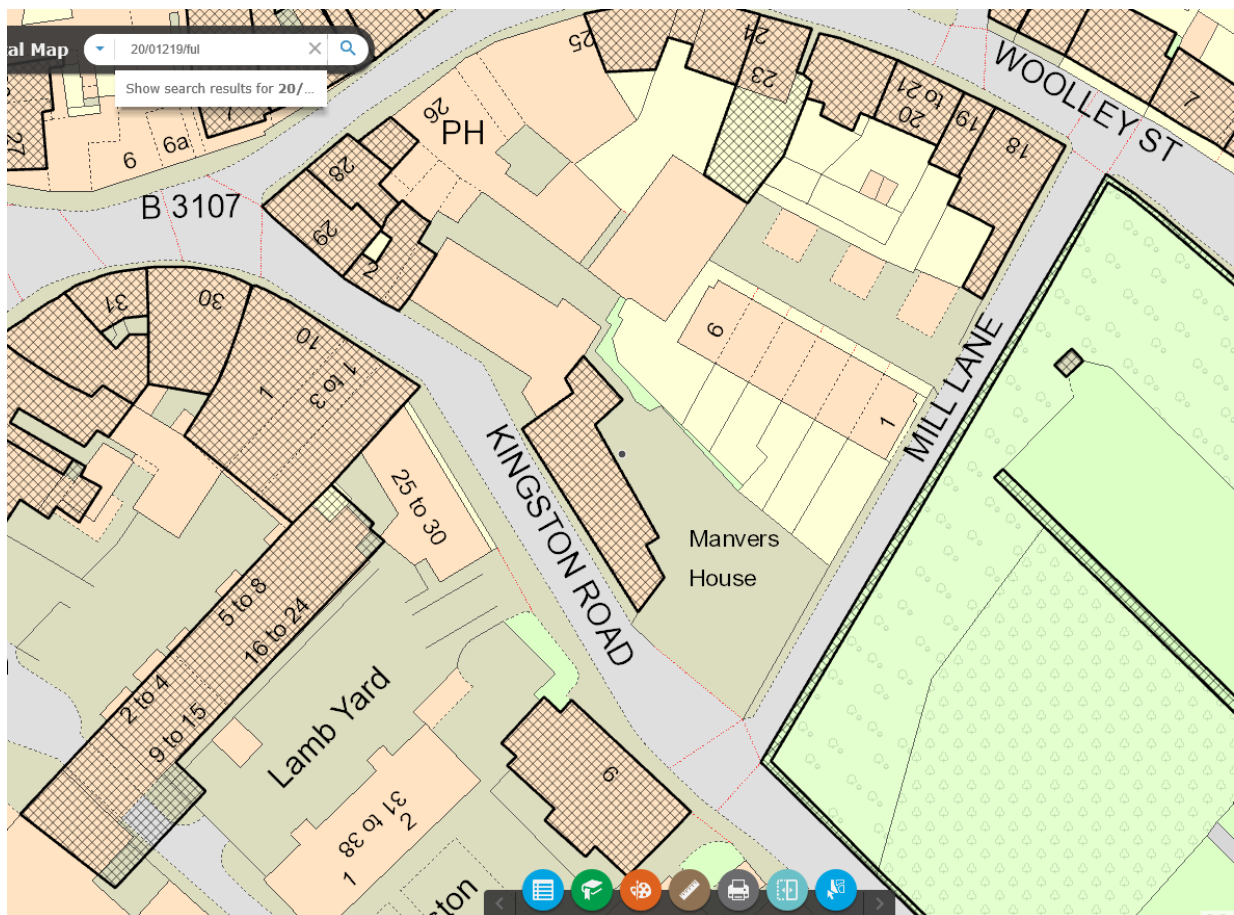 al Map
20/01219/ful
Show search results for 20/...
25
24
23
WOOLLEY ST
7
20 to 21
19
18
27
7
6
6a
26
PH
28
29
2
B 3107
31
30
10
1
1 to 3
6
1
MILL LANE
25 to 30
KINGSTON ROAD
Manvers
House
5 to 8
16 to 24
2 to 4
9 to 15
Lamb Yard
31 to 38
1
2
9
ston